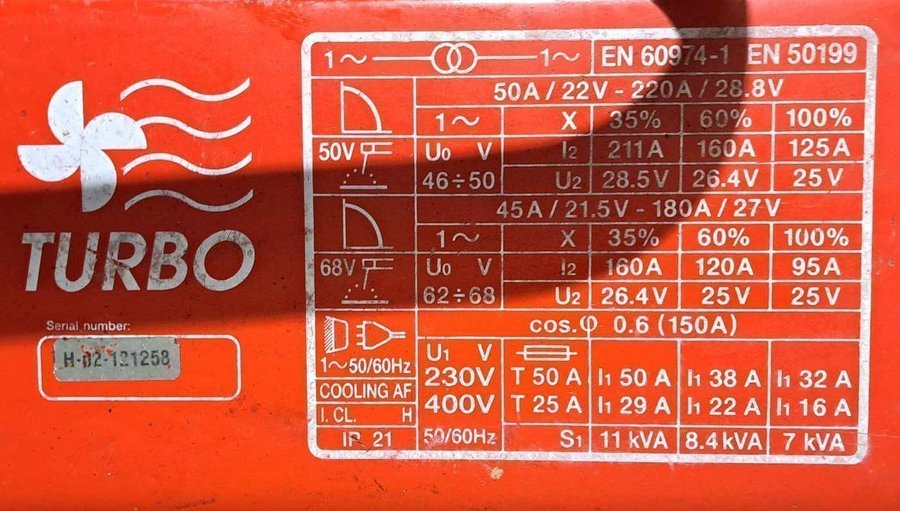 TURBO
Serial number:
H-D2-121258
1~ 1~ EN 60974-1 EN 50199
50A / 22V - 220A / 28.8V
1~ X 35% 60% 100%
50V U0 V I2 211A 160A 125A
46÷50 U2 28.5V 26.4V 25V
45A / 21.5V - 180A / 27V
1~ X 35% 60% 100%
68V U0 V I2 160A 120A 95A
62÷68 U2 26.4V 25V 25V
cos.φ 0.6 (150A)
1~50/60Hz U1 V
230V T 50 A I1 50 A I1 38 A I1 32 A
COOLING AF
400V T 25 A I1 29 A I1 22 A I1 16 A
I. CL. H
IP 21 50/60Hz S1 11 kVA 8.4 kVA 7 kVA